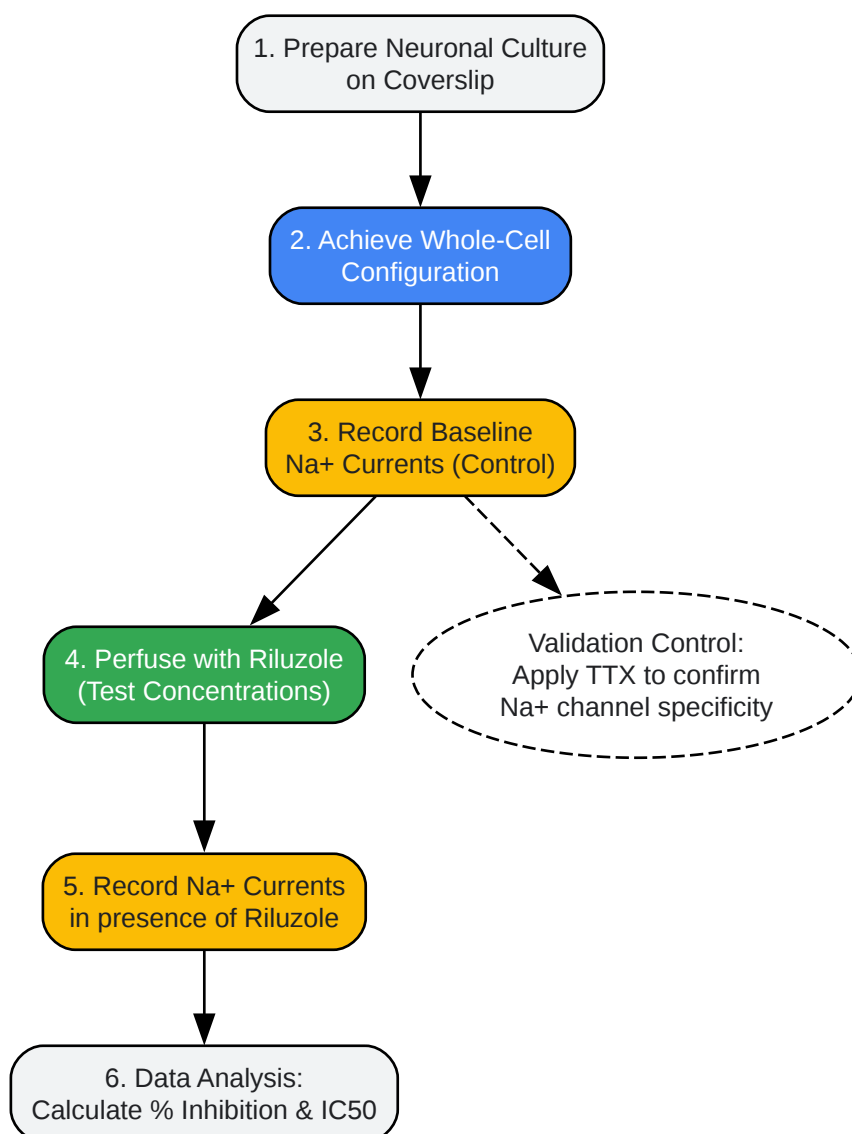 1. Prepare Neuronal Culture
on Coverslip
2. Achieve Whole-Cell
Configuration
3. Record Baseline
Na+ Currents (Control)
4. Perfuse with Riluzole
(Test Concentrations)
Validation Control:
Apply TTX to confirm
Na+ channel specificity
5. Record Na+ Currents
in presence of Riluzole
6. Data Analysis:
Calculate % Inhibition & IC50